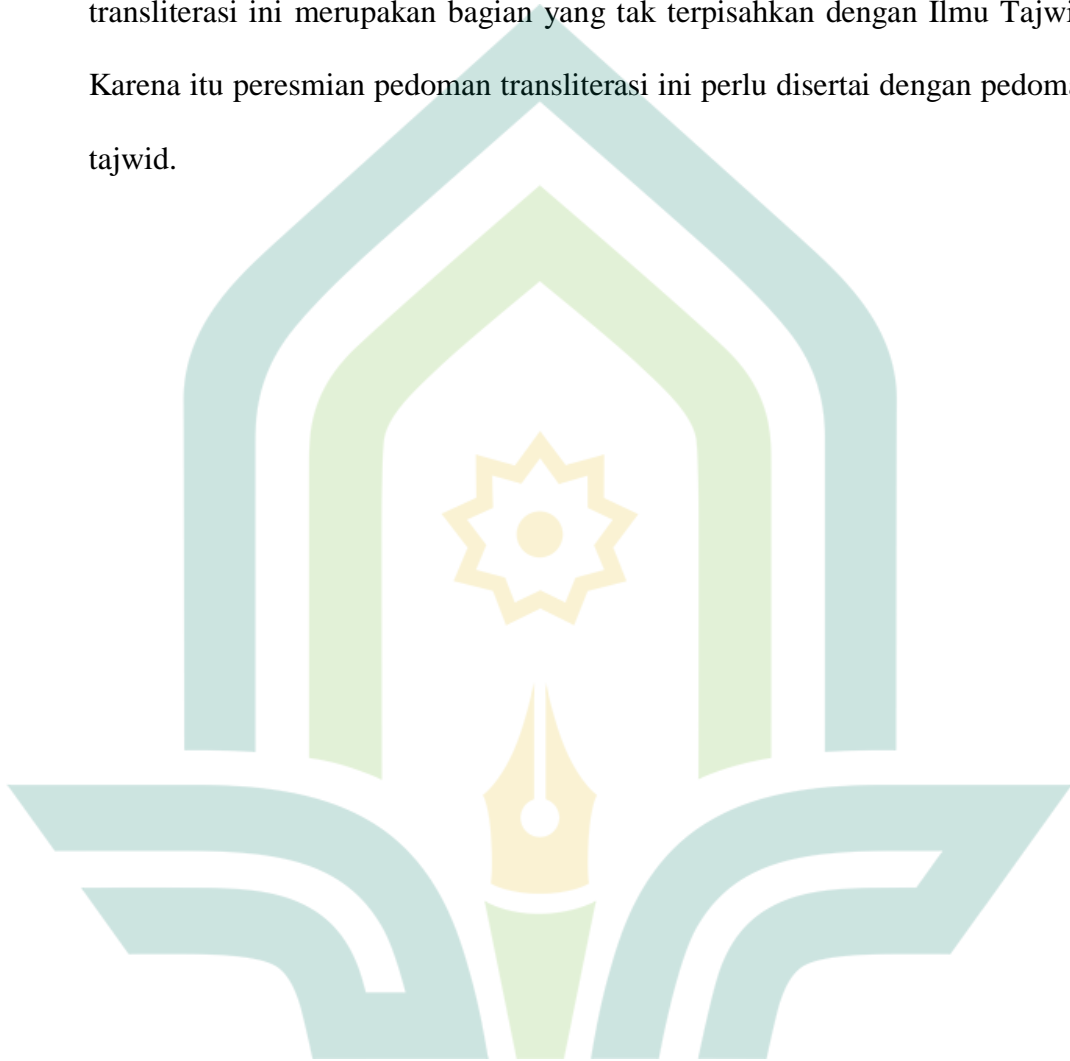 transliterasi ini merupakan bagian yang tak terpisahkan dengan Ilmu Tajwi
Karena itu peresmian pedoman transliterasi ini perlu disertai dengan pedoma
tajwid.